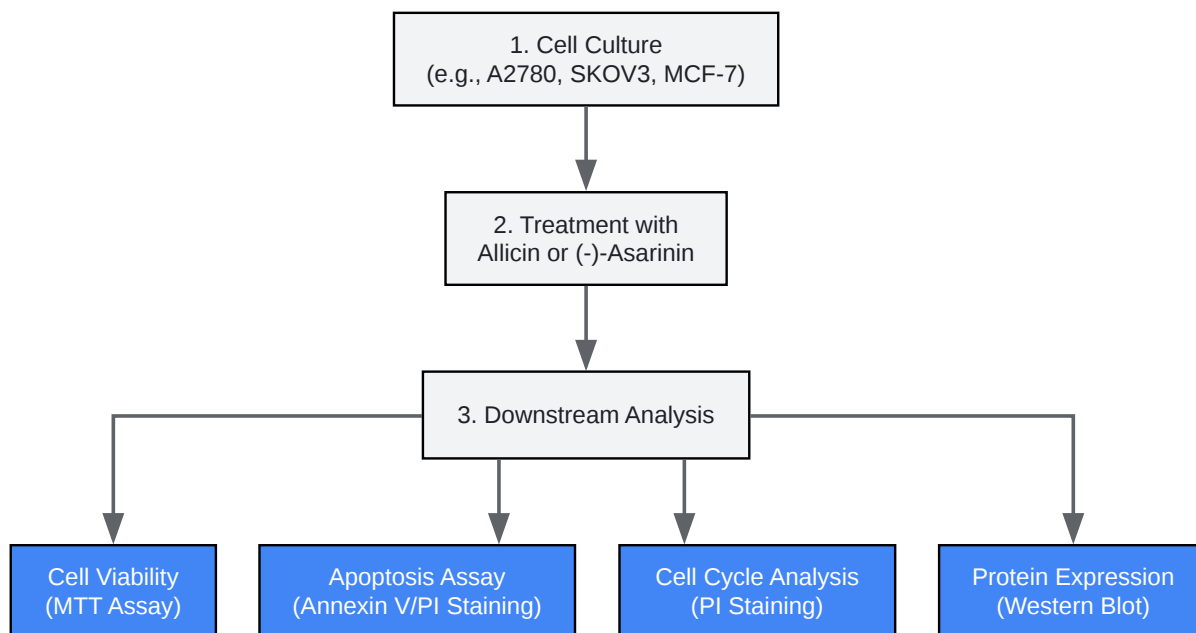 1. Cell Culture
(e.g., A2780, SKOV3, MCF-7)
2. Treatment with
Allicin or (-)-Asarinin
3. Downstream Analysis
Cell Viability
(MTT Assay)
Apoptosis Assay
(Annexin V/PI Staining)
Cell Cycle Analysis
(PI Staining)
Protein Expression
(Western Blot)